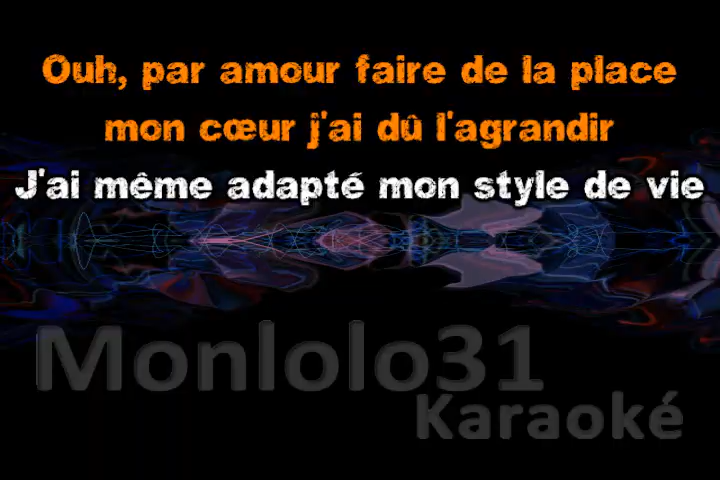 Ouh, par amour faire de la place
mon cœur j'ai dû l'agrandir
J'ai même adapté mon style de vie
Monlolo31
Karaoké